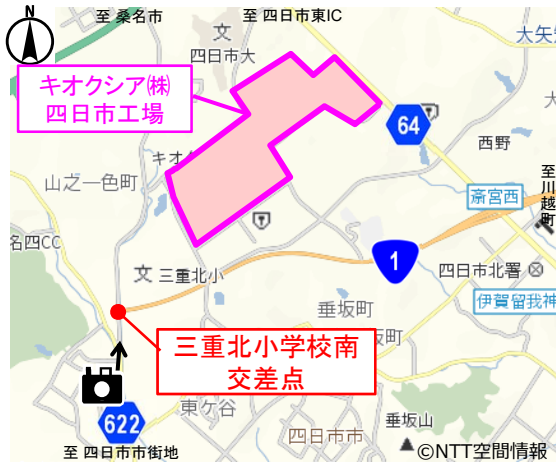 N
至 桑名市
至 四日市東IC
文
四日市大
大矢知
キオクシア㈱
四日市工場
64
キオク
西野
至川越町
山之一色町
斎宮西
名四CC
文 三重北小
1
四日市北署
伊賀留我神
垂坂町
坂町
三重北小学校南
交差点
東ケ谷
622
四日市市
垂坂山
至 四日市市街地
©NTT空間情報